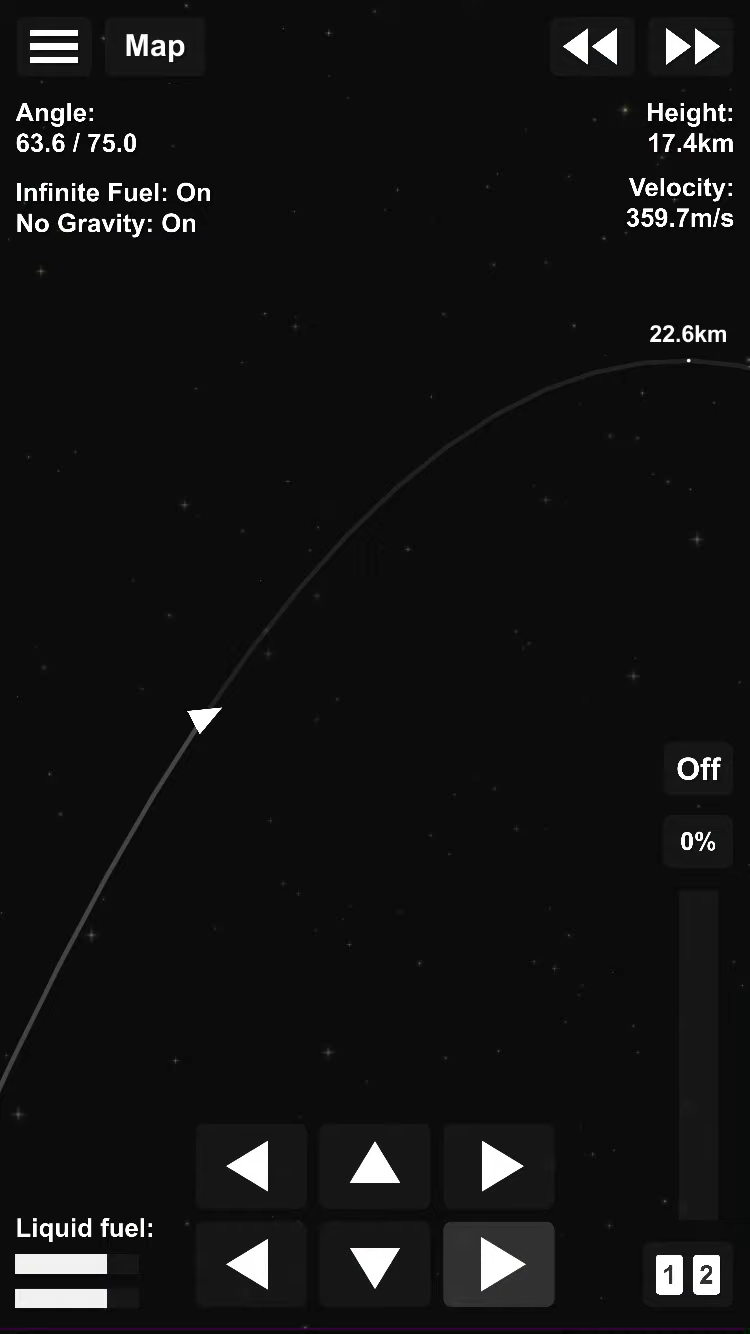 Map
Angle:
63.6 / 75.0
Infinite Fuel: On
No Gravity: On
Height:
17.4km
Velocity:
359.7m/s
22.6km
Off
0%
Liquid fuel:
1 2